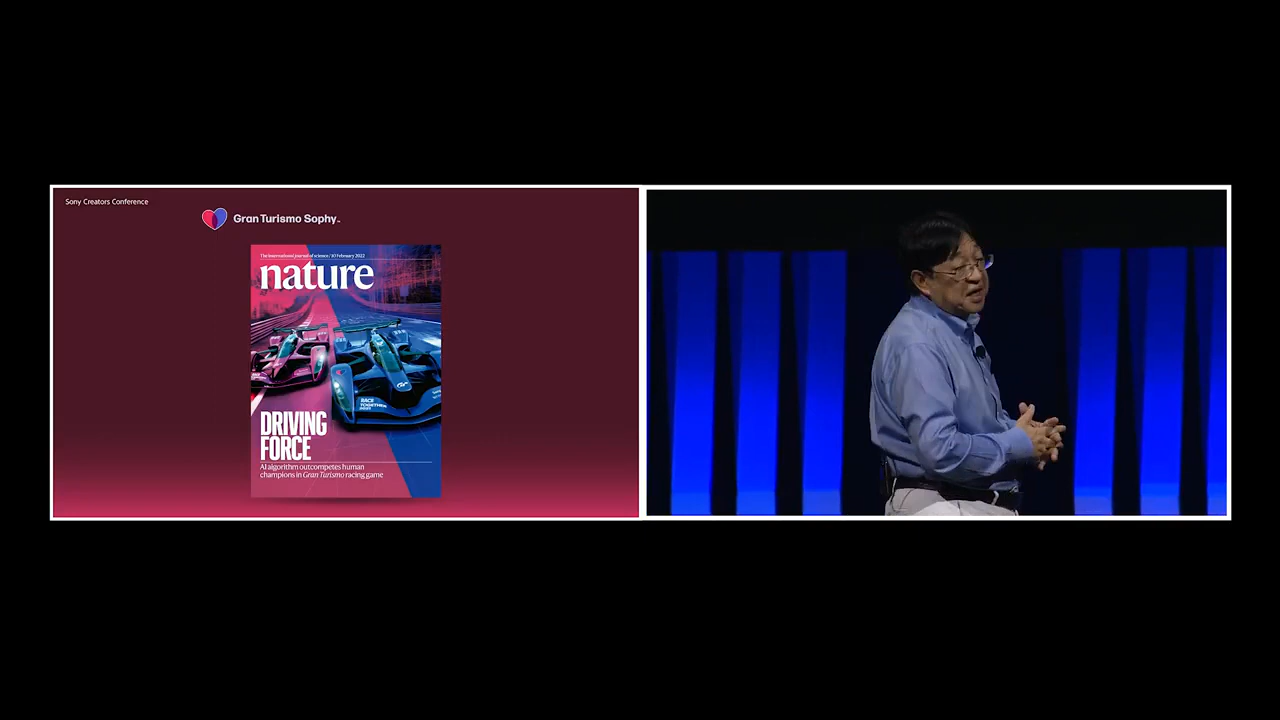 Sony Creators Conference
Gran Turismo Sophy™
The international journal of science / 10 February 2022
nature
RACE
TOGETHER
DRIVING
FORCE
AI algorithm outcompetes human
champions in Gran Turismo racing game